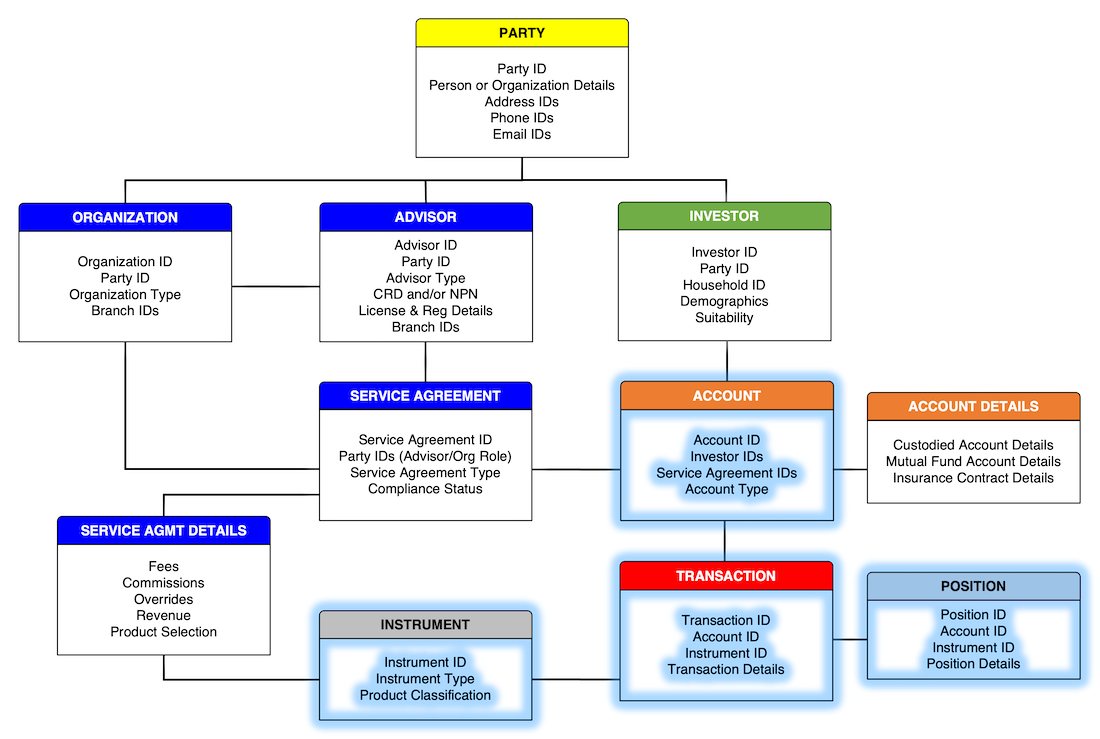 PARTY
Party ID
Person or Organization Details
Address IDs
Phone IDs
Email IDs
ORGANIZATION
Organization ID
Party ID
Organization Type
Branch IDs
ADVISOR
Advisor ID
Party ID
Advisor Type
CRD and/or NPN
License & Reg Details
Branch IDs
INVESTOR
Investor ID
Party ID
Household ID
Demographics
Suitability
SERVICE AGREEMENT
Service Agreement ID
Party IDs (Advisor/Org Role)
Service Agreement Type
Compliance Status
ACCOUNT
Account ID
Investor IDs
Service Agreement IDs
Account Type
ACCOUNT DETAILS
Custodied Account Details
Mutual Fund Account Details
Insurance Contract Details
SERVICE AGMT DETAILS
Fees
Commissions
Overrides
Revenue
Product Selection
INSTRUMENT
Instrument ID
Instrument Type
Product Classification
TRANSACTION
Transaction ID
Account ID
Instrument ID
Transaction Details
POSITION
Position ID
Account ID
Instrument ID
Position Details